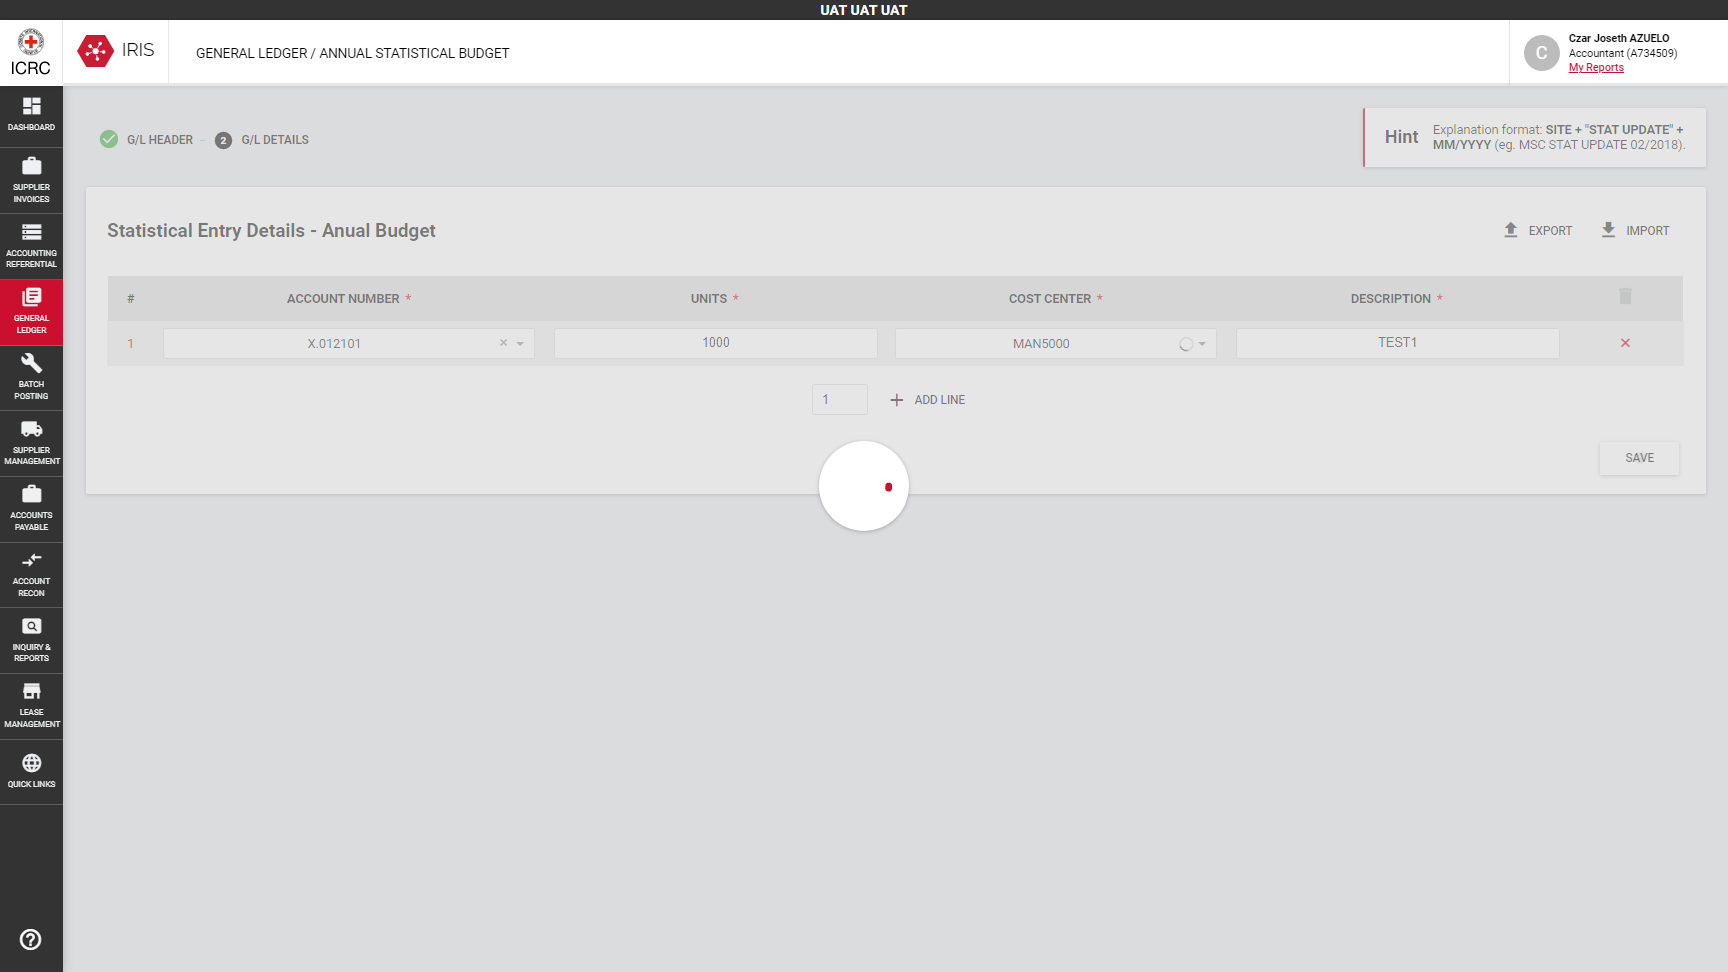 UAT UAT UAT
ICRC
IRIS
GENERAL LEDGER / ANNUAL STATISTICAL BUDGET
C
Czar Joseth AZUELO
Accountant (A734509)
My Reports
DASHBOARD
SUPPLIER
INVOICES
ACCOUNTING
REFERENTIAL
GENERAL
LEDGER
BATCH
POSTING
SUPPLIER
MANAGEMENT
ACCOUNTS
PAYABLE
ACCOUNT
RECON
INQUIRY &
REPORTS
LEASE
MANAGEMENT
QUICK LINKS
G/L HEADER
2 G/L DETAILS
Hint
Explanation format: SITE + "STAT UPDATE" +
MM/YYYY (eg. MSC STAT UPDATE 02/2018).
Statistical Entry Details - Anual Budget
EXPORT
IMPORT
# ACCOUNT NUMBER * UNITS * COST CENTER * DESCRIPTION *
1 X.012101 1000 MAN5000 TEST1
1 ADD LINE
SAVE